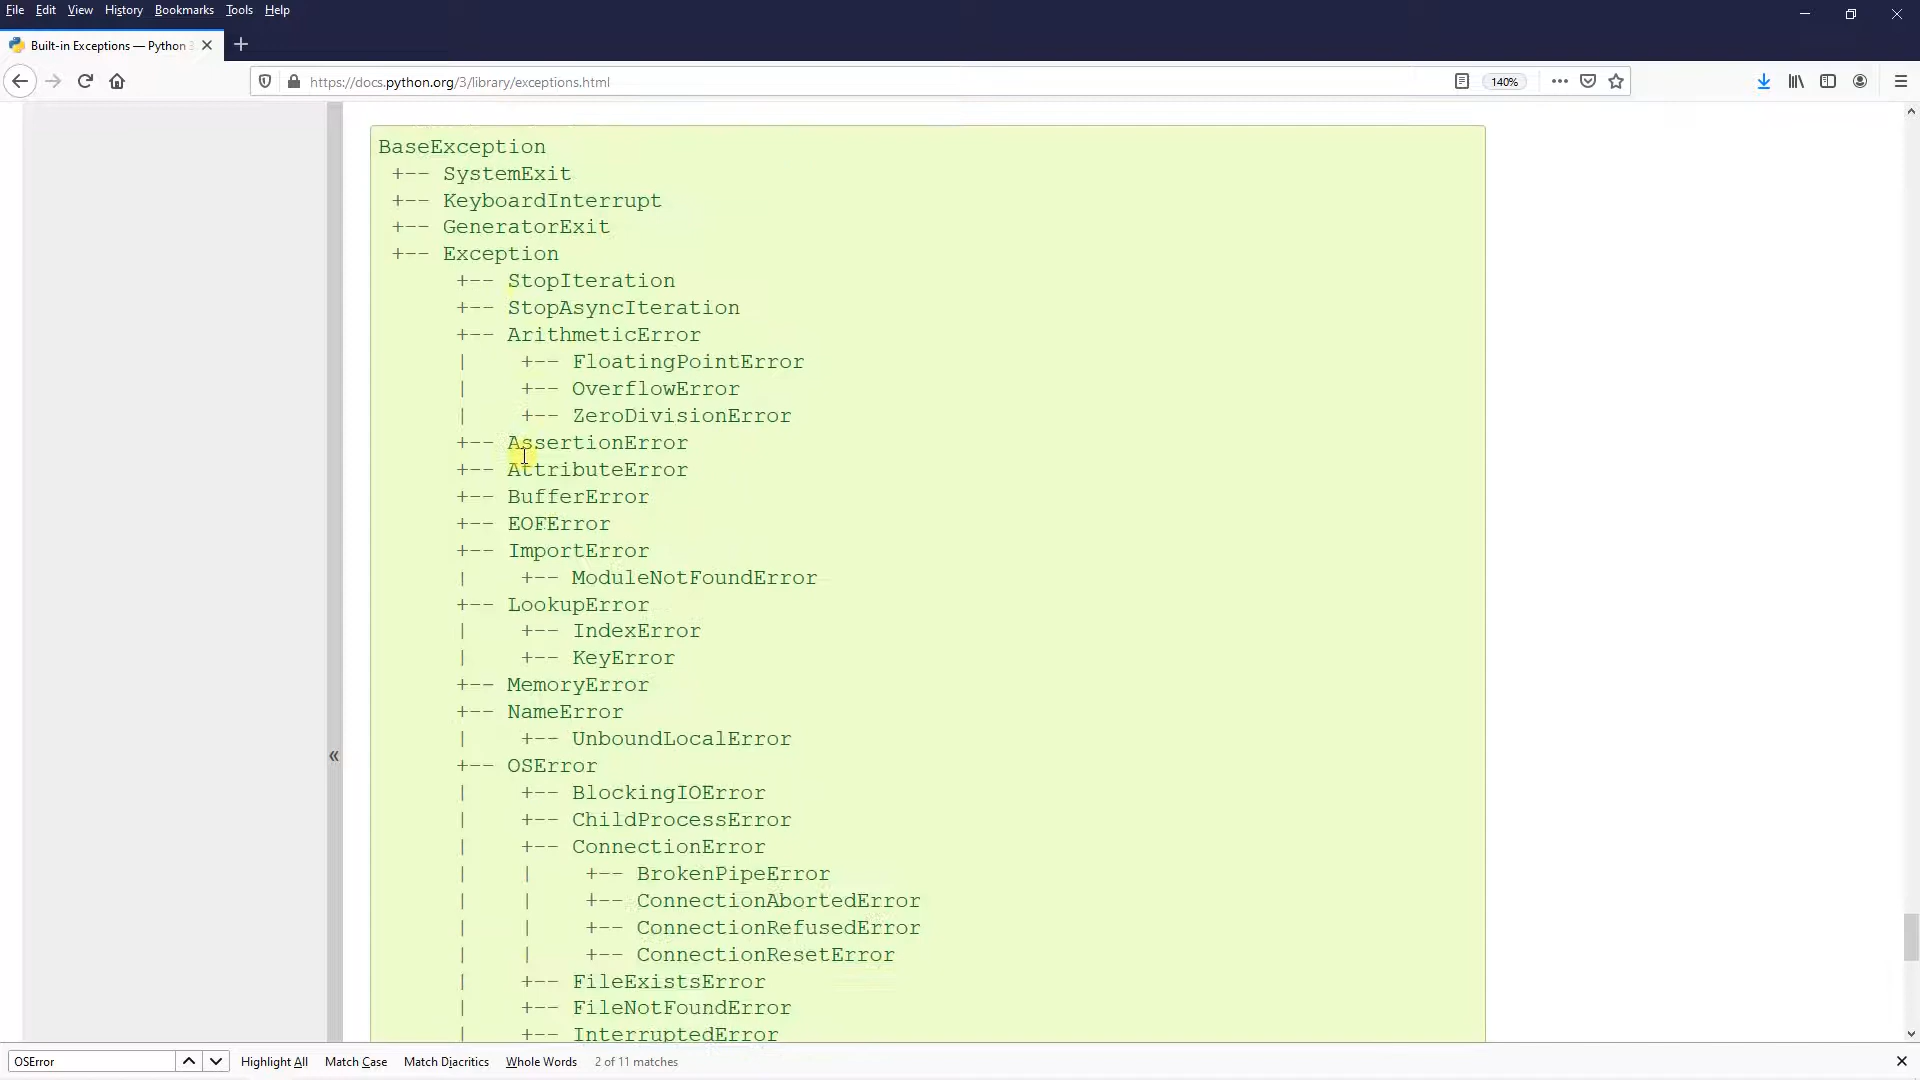 File Edit View History Bookmarks Tools Help
Built-in Exceptions — Python 3
https://docs.python.org/3/library/exceptions.html 140%
BaseException
+-- SystemExit
+-- KeyboardInterrupt
+-- GeneratorExit
+-- Exception
+-- StopIteration
+-- StopAsyncIteration
+-- ArithmeticError
| +-- FloatingPointError
| +-- OverflowError
| +-- ZeroDivisionError
+-- AssertionError
+-- AttributeError
+-- BufferError
+-- EOFError
+-- ImportError
| +-- ModuleNotFoundError
+-- LookupError
| +-- IndexError
| +-- KeyError
+-- MemoryError
+-- NameError
| +-- UnboundLocalError
+-- OSError
| +-- BlockingIOError
| +-- ChildProcessError
| +-- ConnectionError
| | +-- BrokenPipeError
| | +-- ConnectionAbortedError
| | +-- ConnectionRefusedError
| | +-- ConnectionResetError
| +-- FileExistsError
| +-- FileNotFoundError
| +-- InterruptedError
«
OSError Highlight All Match Case Match Diacritics Whole Words 2 of 11 matches